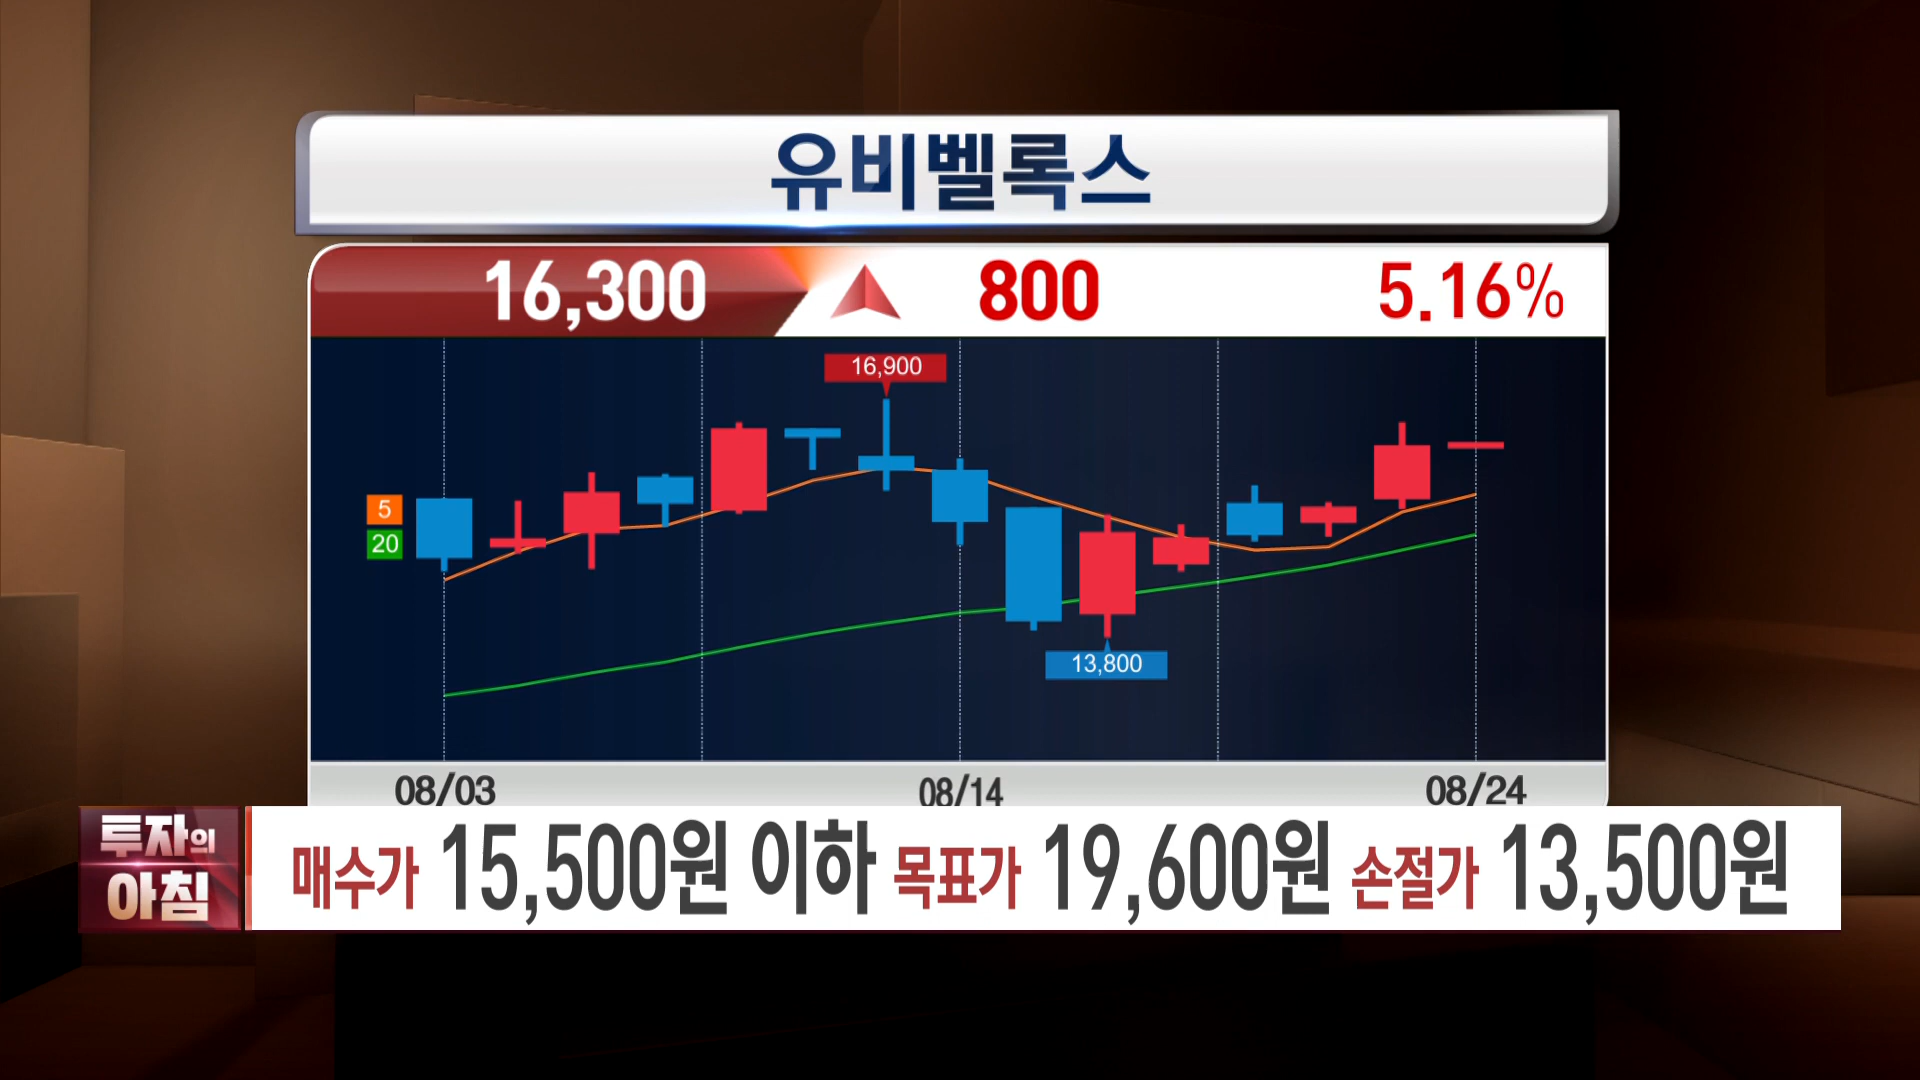 유비벨록스
16,300 800 5.16%
16,900
5
20
13,800
08/03 08/14 08/24
투자의
아침
매수가 15,500원 이하 목표가 19,600원 손절가 13,500원